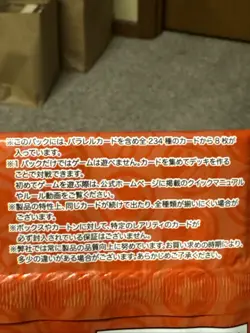 ※このパックには、パラレルカードを含め全234種のカードから8枚が
入っています。
※1パックだけではゲームは遊べません。カードを集めてデッキを作る
ことで対戦できます。
初めてゲームを遊ぶ際は、公式ホームページに掲載のクイックマニュアル
やルール動画をご覧ください。
※製品の特性上、同じカードが続けて出たり、全種類が揃いにくい場合が
ございます。
※ボックスやカートンに対して、特定のレアリティのカードが
必ず封入されている保証はございません。
※弊社では常に製品の品質向上に努めています。お買い求めの時期により
多少の違いがある場合がございます。あらかじめご了承ください。